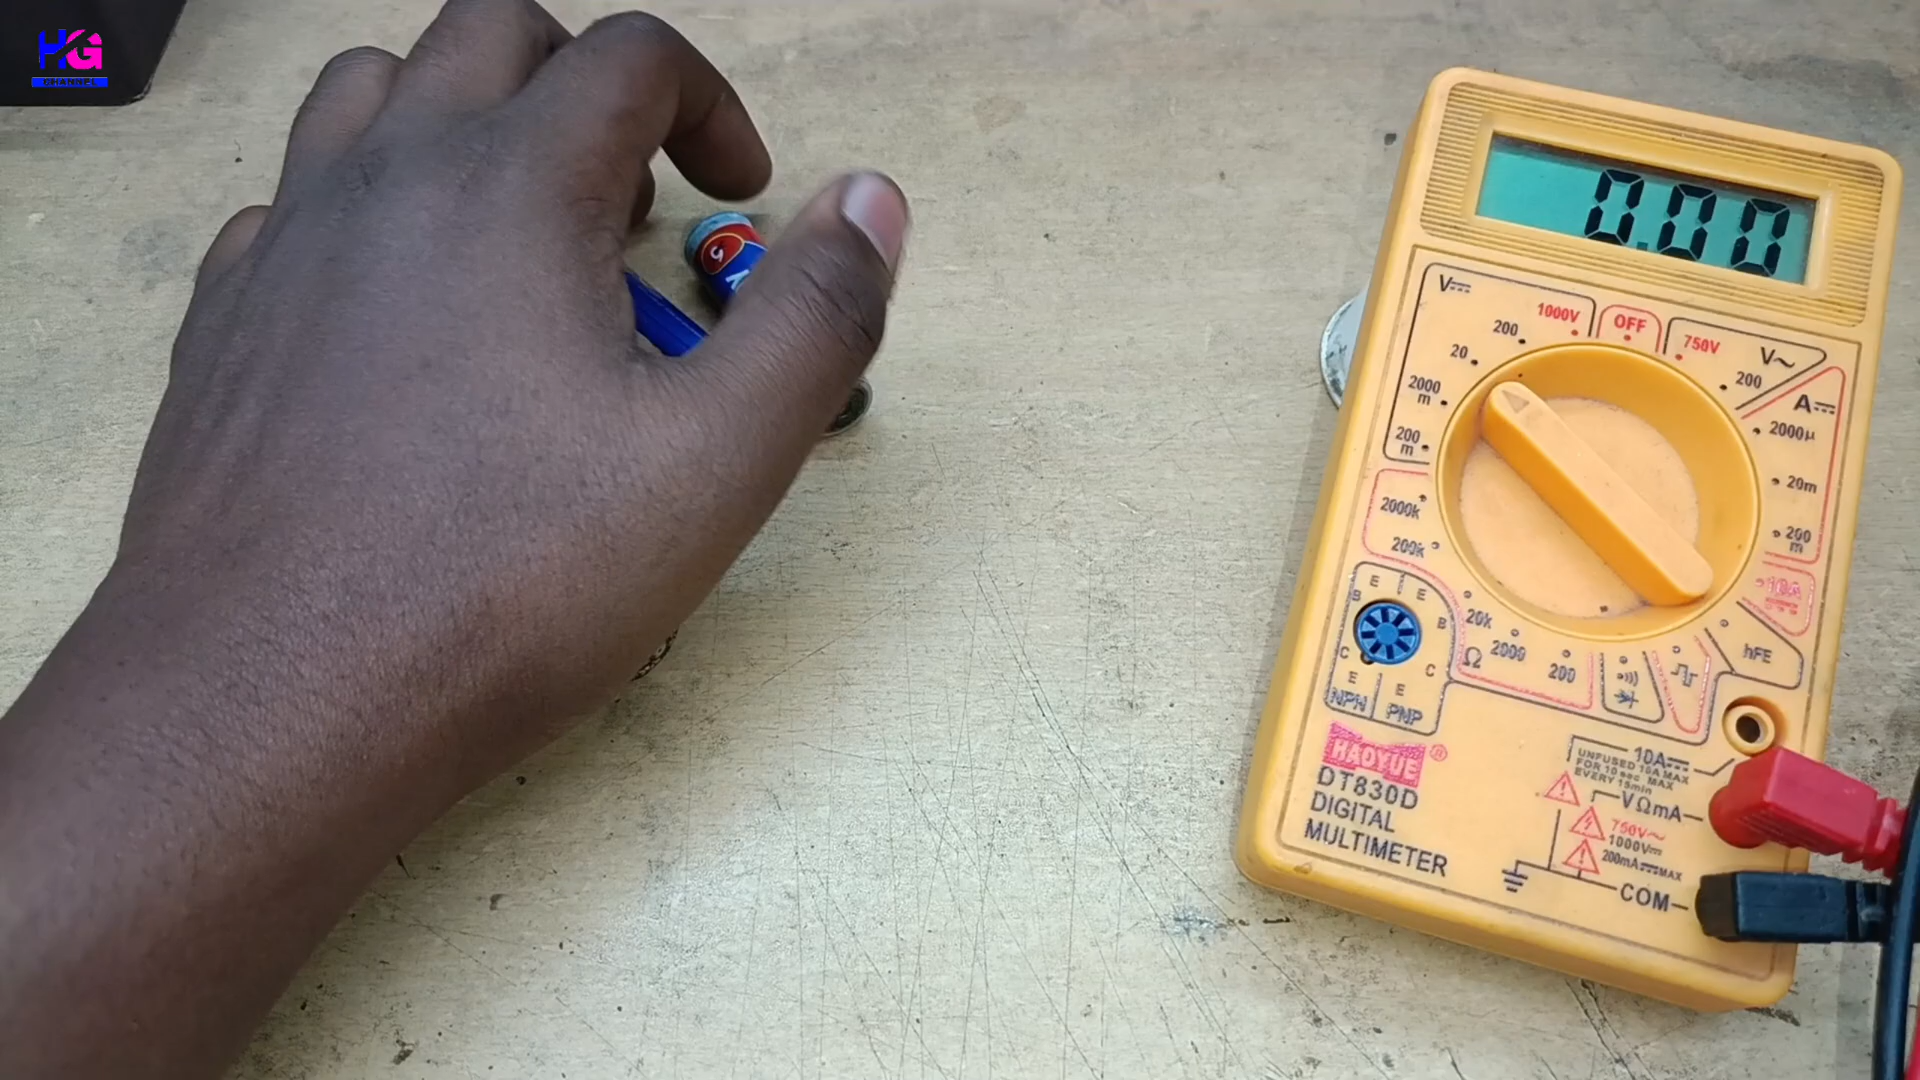 HG
CHANNEL
0.00
V
1000V
OFF
750V
V~
200
20
2000
m
200
m
200
A
2000µ
20m
200
m
10A
2000k
200k
20k
2000
200
Ω
hFE
E
B
C
E
NPN
E
B
C
E
PNP
HAOYUE®
DT830D
DIGITAL
MULTIMETER
10A
UNFUSED 10A MAX
FOR 10 sec MAX
EVERY 15min
VΩmA
750V~
1000V
200mA MAX
COM
5